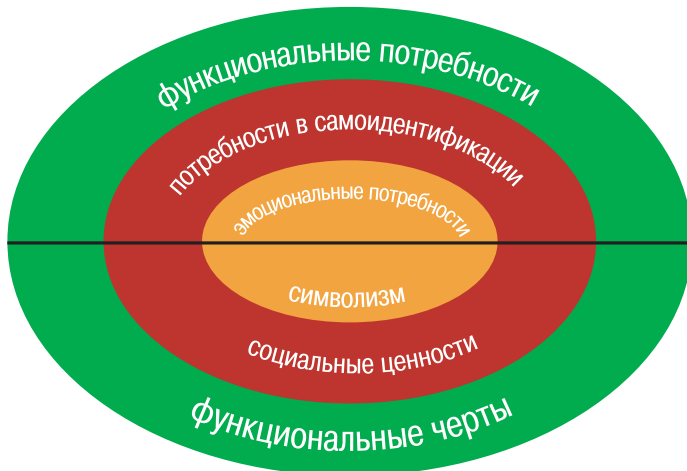 функциональные потребности
потребности в самоидентификации
эмоциональные потребности
символизм
социальные ценности
функциональные черты